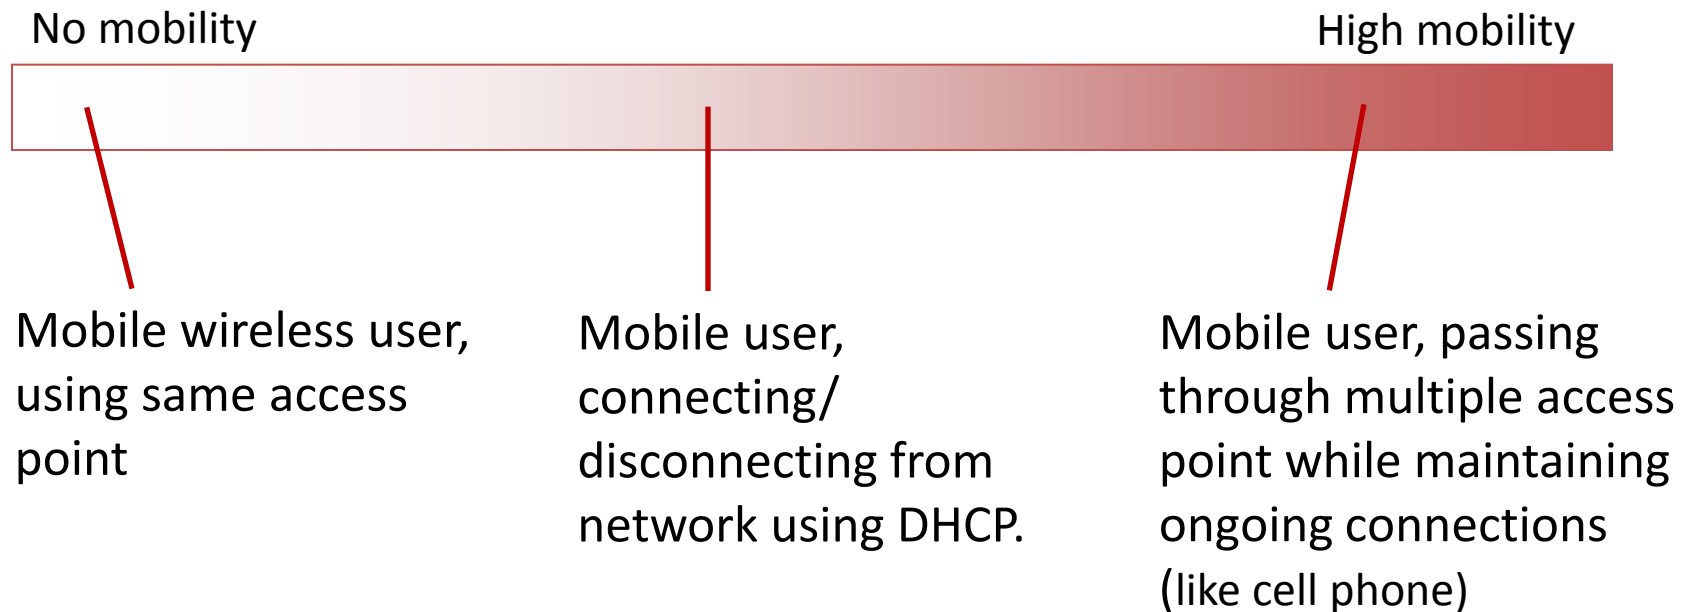 No mobility
High mobility
Mobile wireless user,
using same access
point
Mobile user,
connecting/
disconnecting from
network using DHCP.
Mobile user, passing
through multiple access
point while maintaining
ongoing connections
(like cell phone)